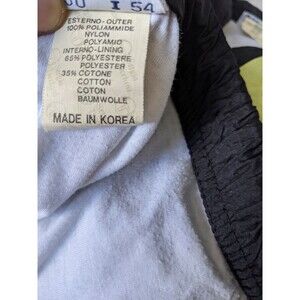 I 54
ESTERNO-OUTER
100% POLIAMMIDE
NYLON
POLYAMID
INTERNO-LINING
65% POLYESTERE
POLYESTER
35% COTONE
COTTON
COTON
BAUMWOLLE
MADE IN KOREA